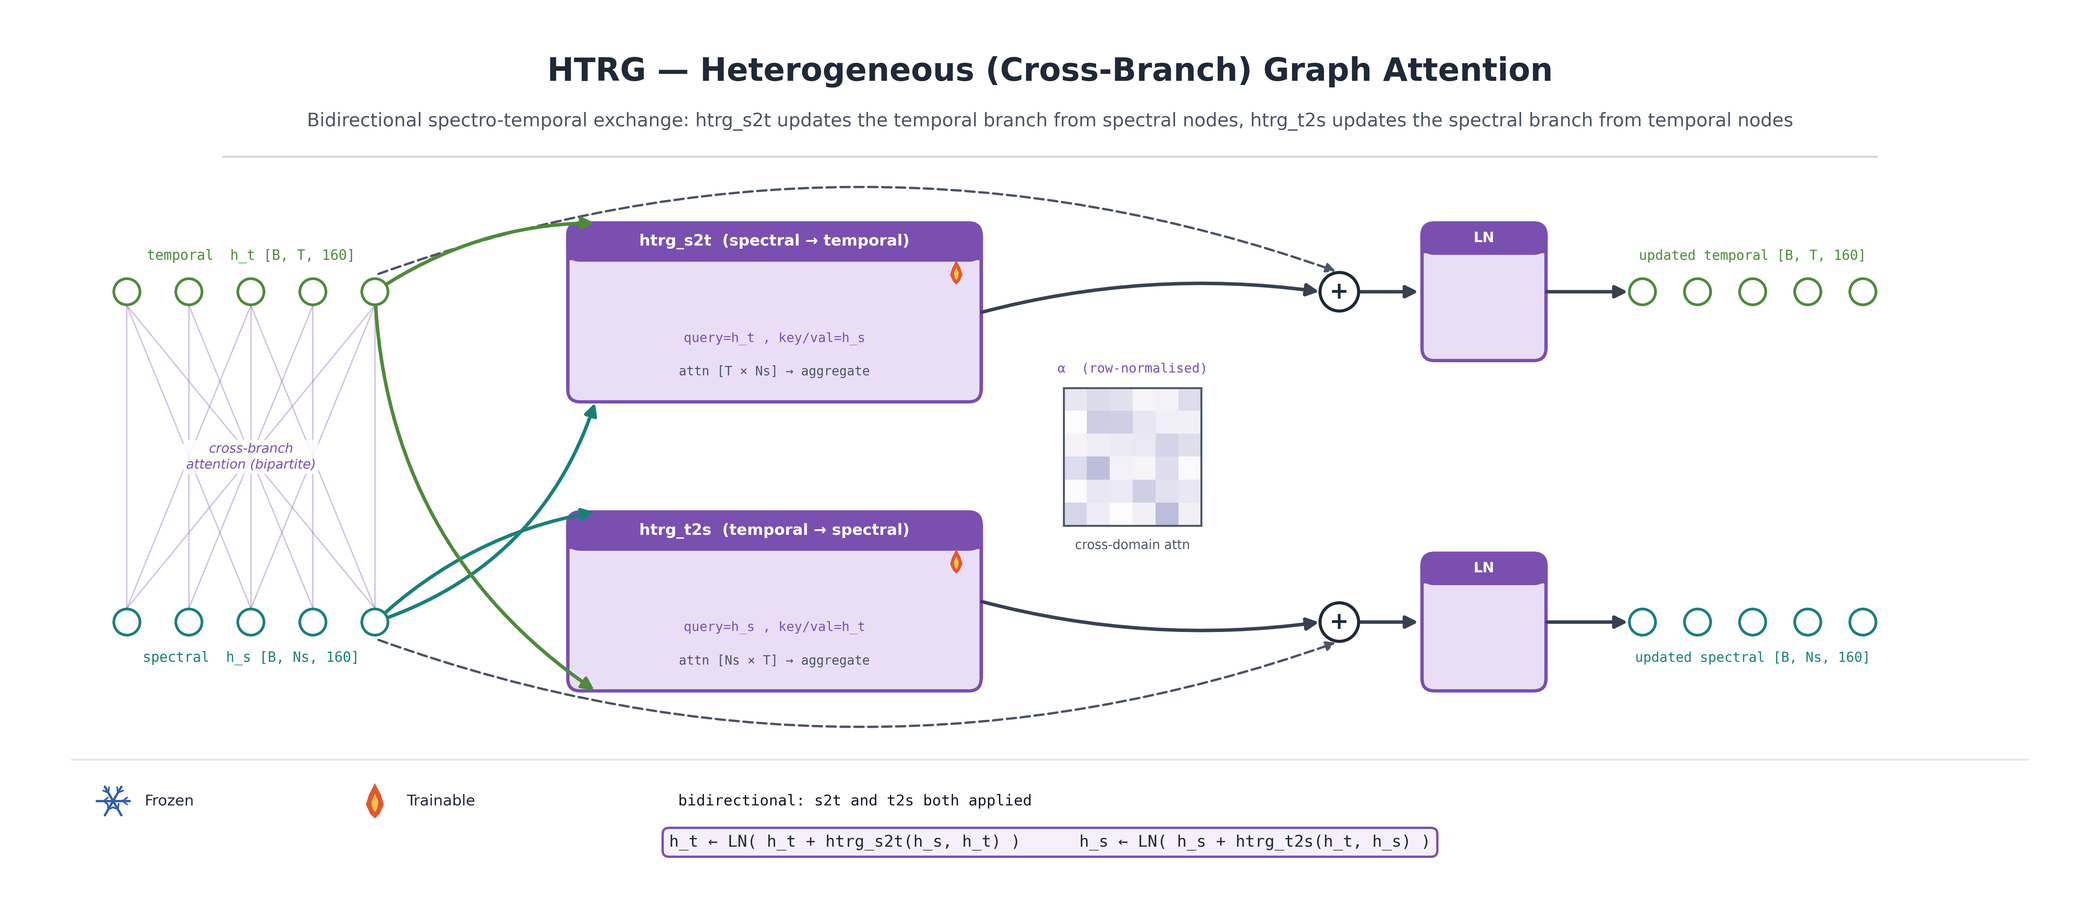 HTRG — Heterogeneous (Cross-Branch) Graph Attention
Bidirectional spectro-temporal exchange: htrg_s2t updates the temporal branch from spectral nodes, htrg_t2s updates the spectral branch from temporal nodes
temporal  h_t [B, T, 160]
cross-branch
attention (bipartite)
spectral  h_s [B, Ns, 160]
htrg_s2t  (spectral → temporal)
query=h_t , key/val=h_s
attn [T × Ns] → aggregate
htrg_t2s  (temporal → spectral)
query=h_s , key/val=h_t
attn [Ns × T] → aggregate
α  (row-normalised)
cross-domain attn
+
+
LN
LN
updated temporal [B, T, 160]
updated spectral [B, Ns, 160]
Frozen
Trainable
bidirectional: s2t and t2s both applied
h_t ← LN( h_t + htrg_s2t(h_s, h_t) )      h_s ← LN( h_s + htrg_t2s(h_t, h_s) )